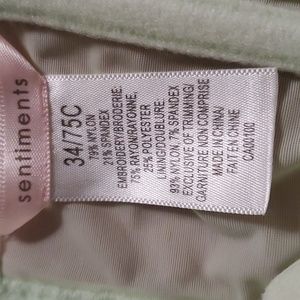 sentiments
34/75C
79% NYLON
21% SPANDEX
EMBROIDERY/BRODERIE:
75% RAYON/RAYONNE,
25% POLYESTER
LINING/DOUBLURE:
93% NYLON, 7% SPANDEX
EXCLUSIVE OF TRIMMING/
GARNITURE NON COMPRISE
MADE IN CHINA/
FAIT EN CHINE
CA00100